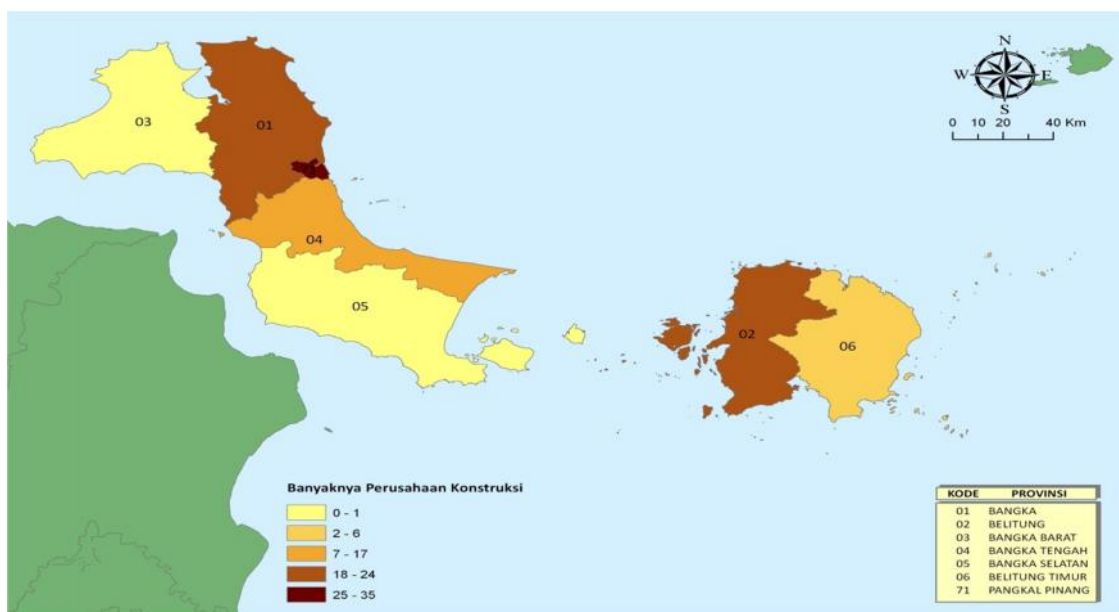 N
W E
S
0 10 20 40 Km
03
01
04
05
02
06
Banyaknya Perusahaan Konstruksi
0 - 1
2 - 6
7 - 17
18 - 24
25 - 35
KODE PROVINSI
01 BANGKA
02 BELITUNG
03 BANGKA BARAT
04 BANGKA TENGAH
05 BANGKA SELATAN
06 BELITUNG TIMUR
71 PANGKAL PINANG